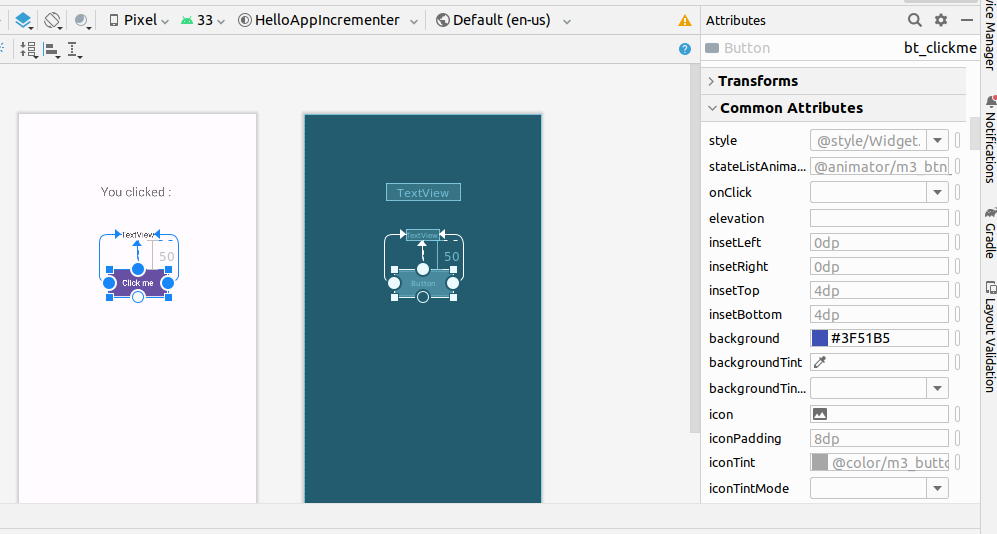 Pixel 33 HelloAppIncrementer Default (en-us)
Attributes
Button bt_clickme
Transforms
Common Attributes
style @style/Widget.
stateListAnima... @animator/m3_btn_
onClick
elevation
insetLeft 0dp
insetRight 0dp
insetTop 4dp
insetBottom 4dp
background #3F51B5
backgroundTint
backgroundTin...
icon
iconPadding 8dp
iconTint @color/m3_butto
iconTintMode
You clicked :
TextView
50
Click me
TextView
TextView
50
Button
vice Manager
Notifications
Gradle
Layout Validation